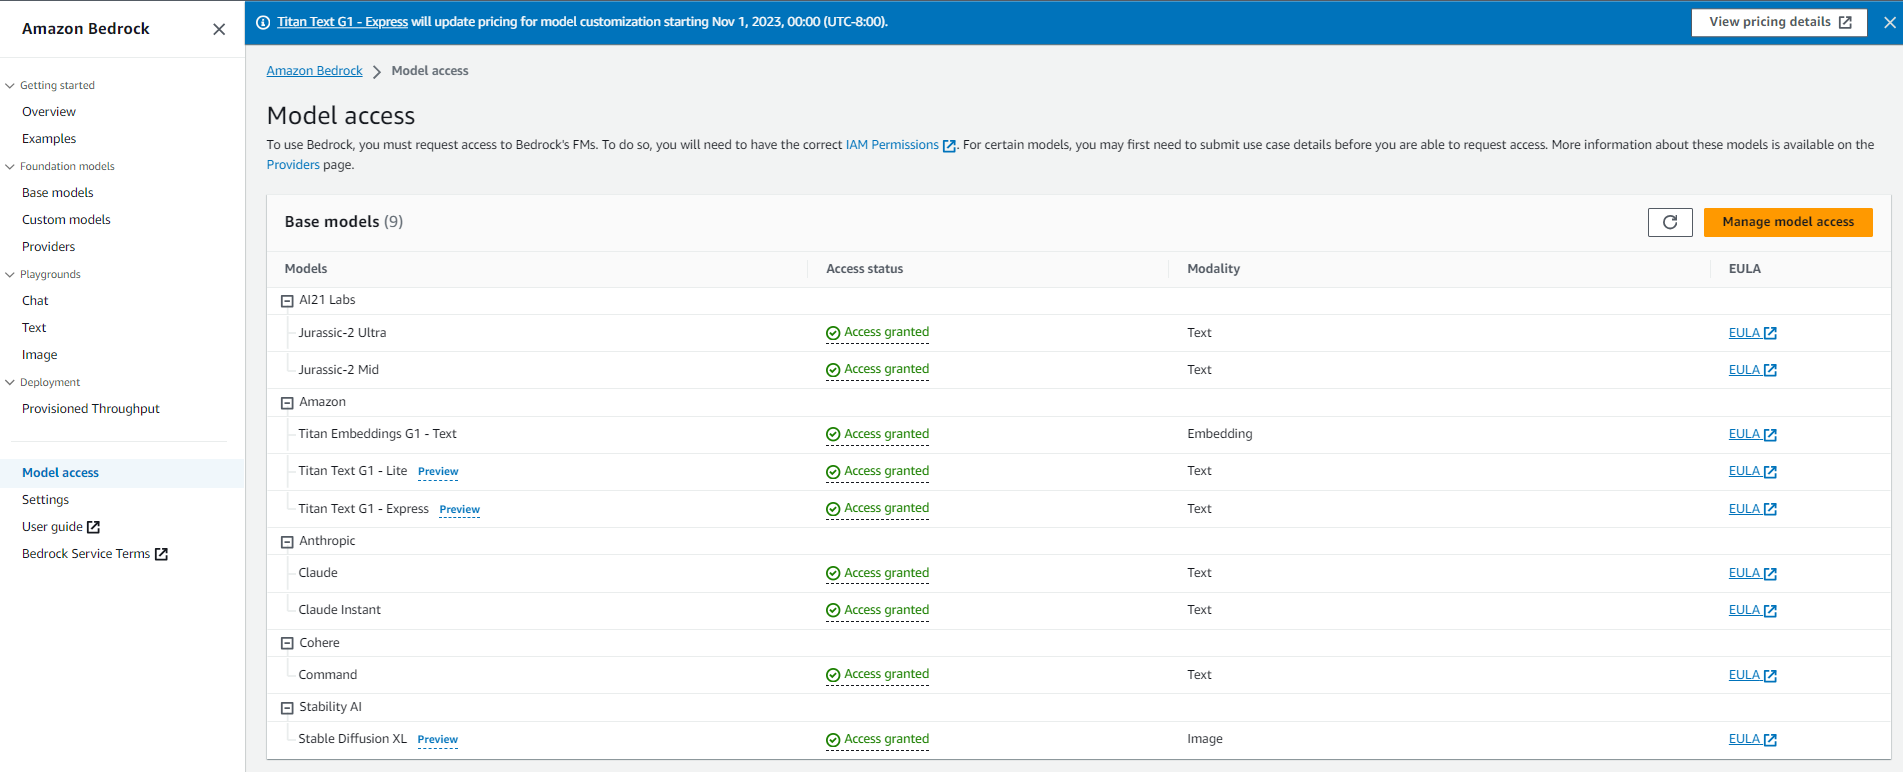 Amazon Bedrock
Getting started
Overview
Examples
Foundation models
Base models
Custom models
Providers
Playgrounds
Chat
Text
Image
Deployment
Provisioned Throughput
Model access
Settings
User guide
Bedrock Service Terms
Titan Text G1 - Express will update pricing for model customization starting Nov 1, 2023, 00:00 (UTC-8:00).
View pricing details
Amazon Bedrock > Model access
Model access
To use Bedrock, you must request access to Bedrock's FMs. To do so, you will need to have the correct IAM Permissions. For certain models, you may first need to submit use case details before you are able to request access. More information about these models is available on the
Providers page.
Base models (9)
Manage model access
Models Access status Modality EULA
AI21 Labs
Jurassic-2 Ultra Access granted Text EULA
Jurassic-2 Mid Access granted Text EULA
Amazon
Titan Embeddings G1 - Text Access granted Embedding EULA
Titan Text G1 - Lite Preview Access granted Text EULA
Titan Text G1 - Express Preview Access granted Text EULA
Anthropic
Claude Access granted Text EULA
Claude Instant Access granted Text EULA
Cohere
Command Access granted Text EULA
Stability AI
Stable Diffusion XL Preview Access granted Image EULA